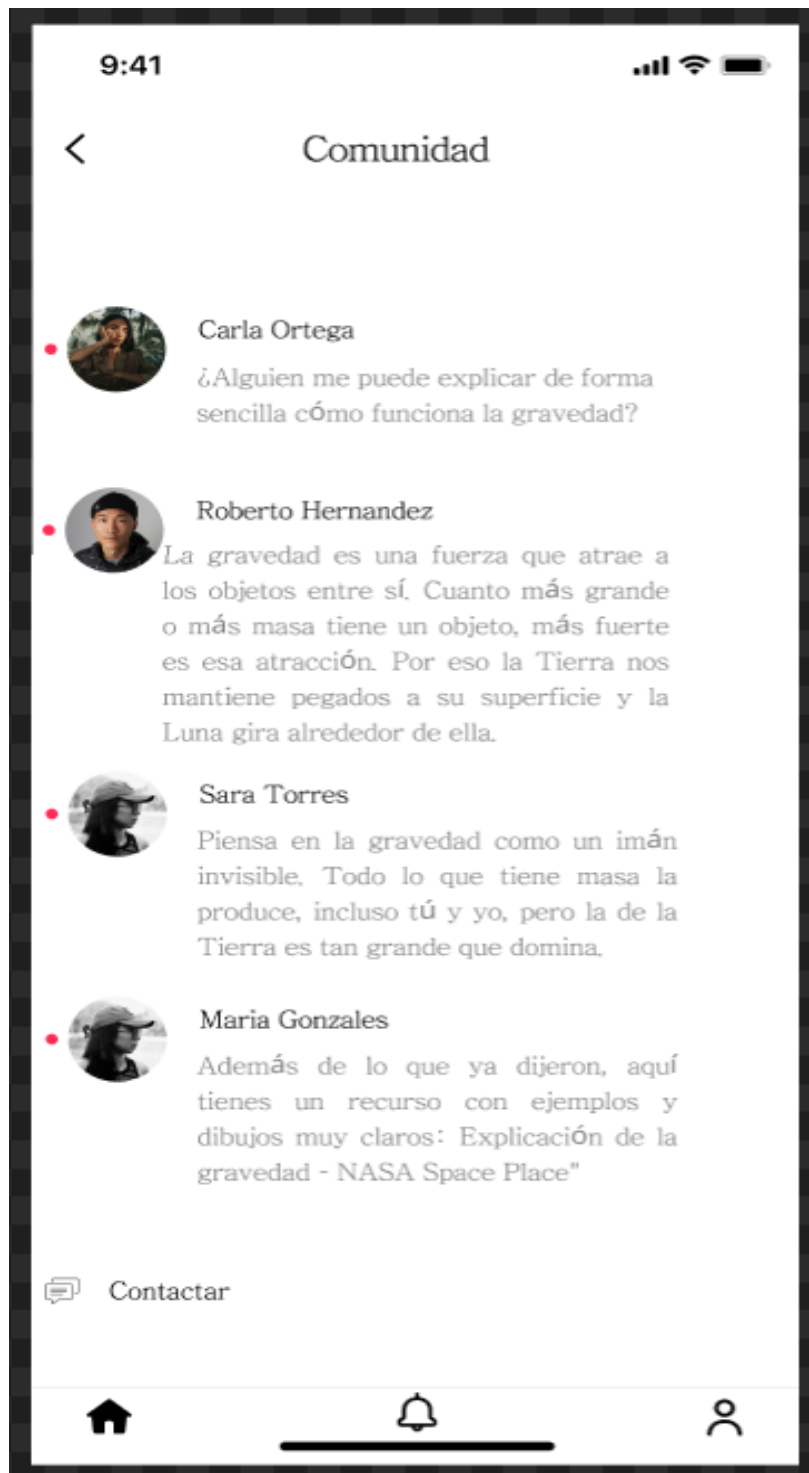 9:41
Comunidad
Carla Ortega
¿Alguien me puede explicar de forma
sencilla cómo funciona la gravedad?
Roberto Hernandez
La gravedad es una fuerza que atrae a
los objetos entre sí. Cuanto más grande
o más masa tiene un objeto, más fuerte
es esa atracción. Por eso la Tierra nos
mantiene pegados a su superficie y la
Luna gira alrededor de ella.
Sara Torres
Piensa en la gravedad como un imán
invisible. Todo lo que tiene masa la
produce, incluso tú y yo, pero la de la
Tierra es tan grande que domina.
Maria Gonzales
Además de lo que ya dijeron, aquí
tienes un recurso con ejemplos y
dibujos muy claros: Explicación de la
gravedad - NASA Space Place”
Contactar